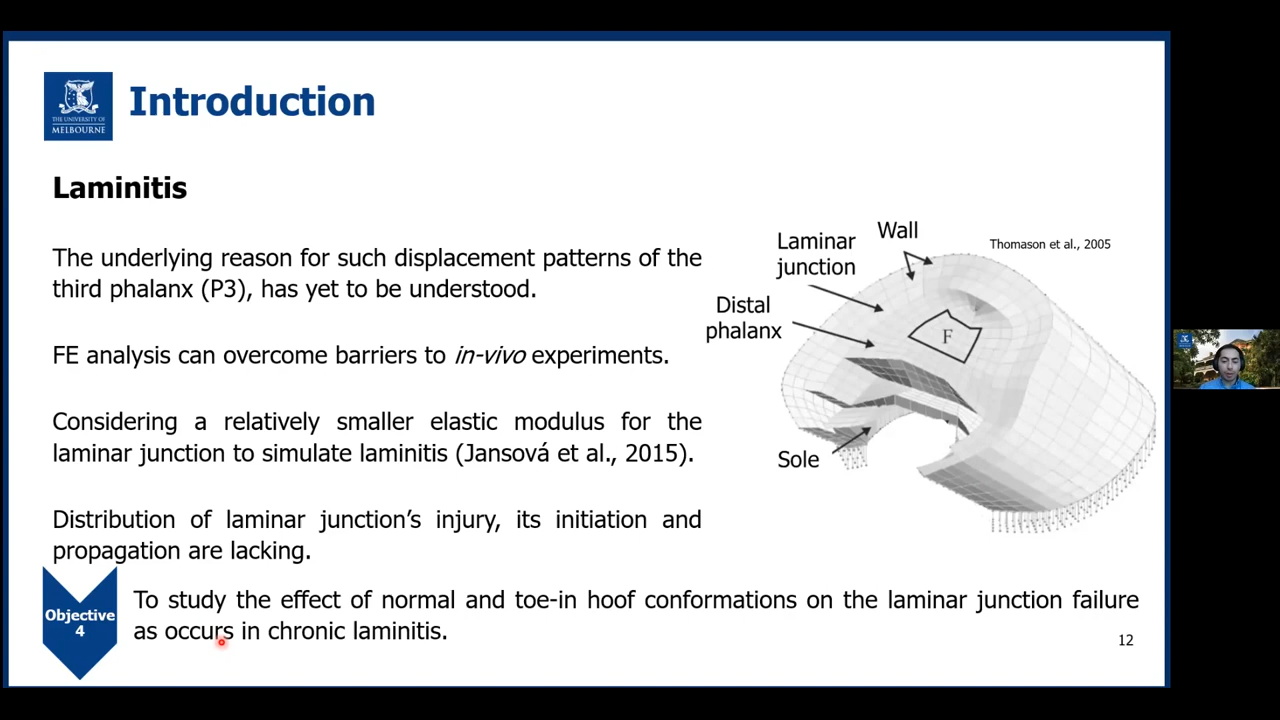 THE UNIVERSITY OF
MELBOURNE
Introduction
Laminitis
The underlying reason for such displacement patterns of the
third phalanx (P3), has yet to be understood.
FE analysis can overcome barriers to in-vivo experiments.
Considering a relatively smaller elastic modulus for the
laminar junction to simulate laminitis (Jansová et al., 2015).
Distribution of laminar junction’s injury, its initiation and
propagation are lacking.
Wall
Laminar
junction
Thomason et al., 2005
Distal
phalanx
F
Sole
Objective
4
To study the effect of normal and toe-in hoof conformations on the laminar junction failure
as occurs in chronic laminitis.
12